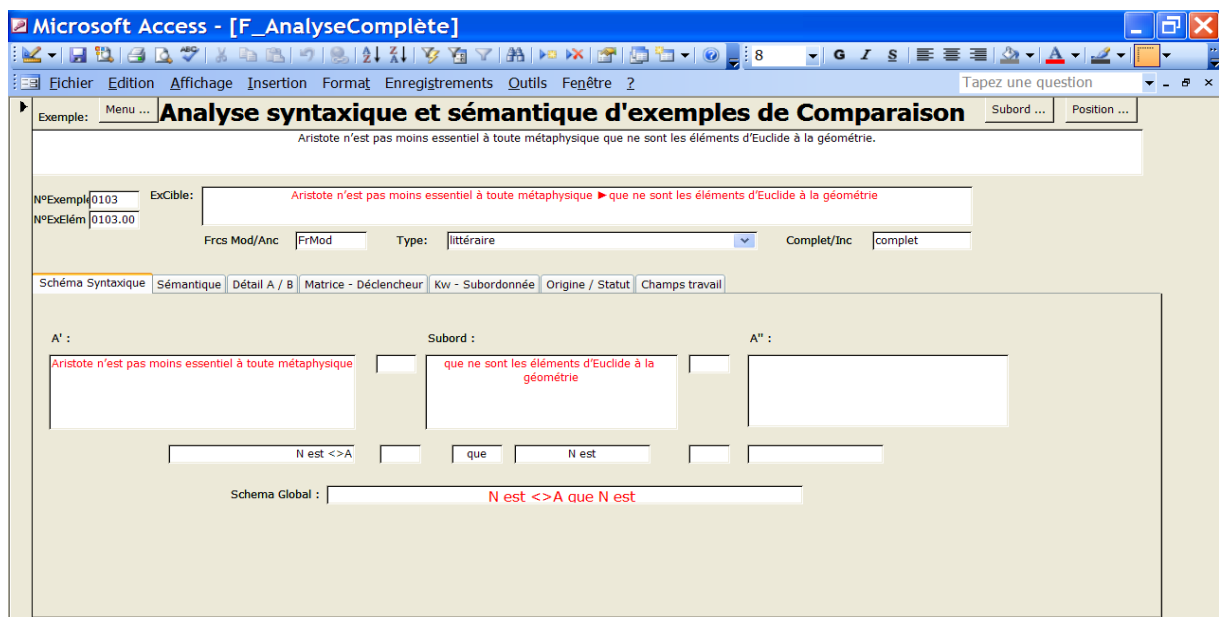 Microsoft Access - [F_AnalyseComplète]
8 G I S A
Fichier Edition Affichage Insertion Format Enregistrements Outils Fenêtre ? Tapez une question
Exemple: Menu ... Analyse syntaxique et sémantique d'exemples de Comparaison Subord ... Position ...
Aristote n'est pas moins essentiel à toute métaphysique que ne sont les éléments d'Euclide à la géométrie.
N°Exemple 0103 ExCible: Aristote n'est pas moins essentiel à toute métaphysique ►que ne sont les éléments d'Euclide à la géométrie
N°ExElém 0103.00
Frcs Mod/Anc FrMod Type: littéraire Complet/Inc complet
Schéma Syntaxique Sémantique Détail A / B Matrice - Déclencheur Kw - Subordonnée Origine / Statut Champs travail
A' : Subord : A" :
Aristote n'est pas moins essentiel à toute métaphysique que ne sont les éléments d'Euclide à la
géométrie
N est <>A que N est
Schema Global : N est <>A que N est